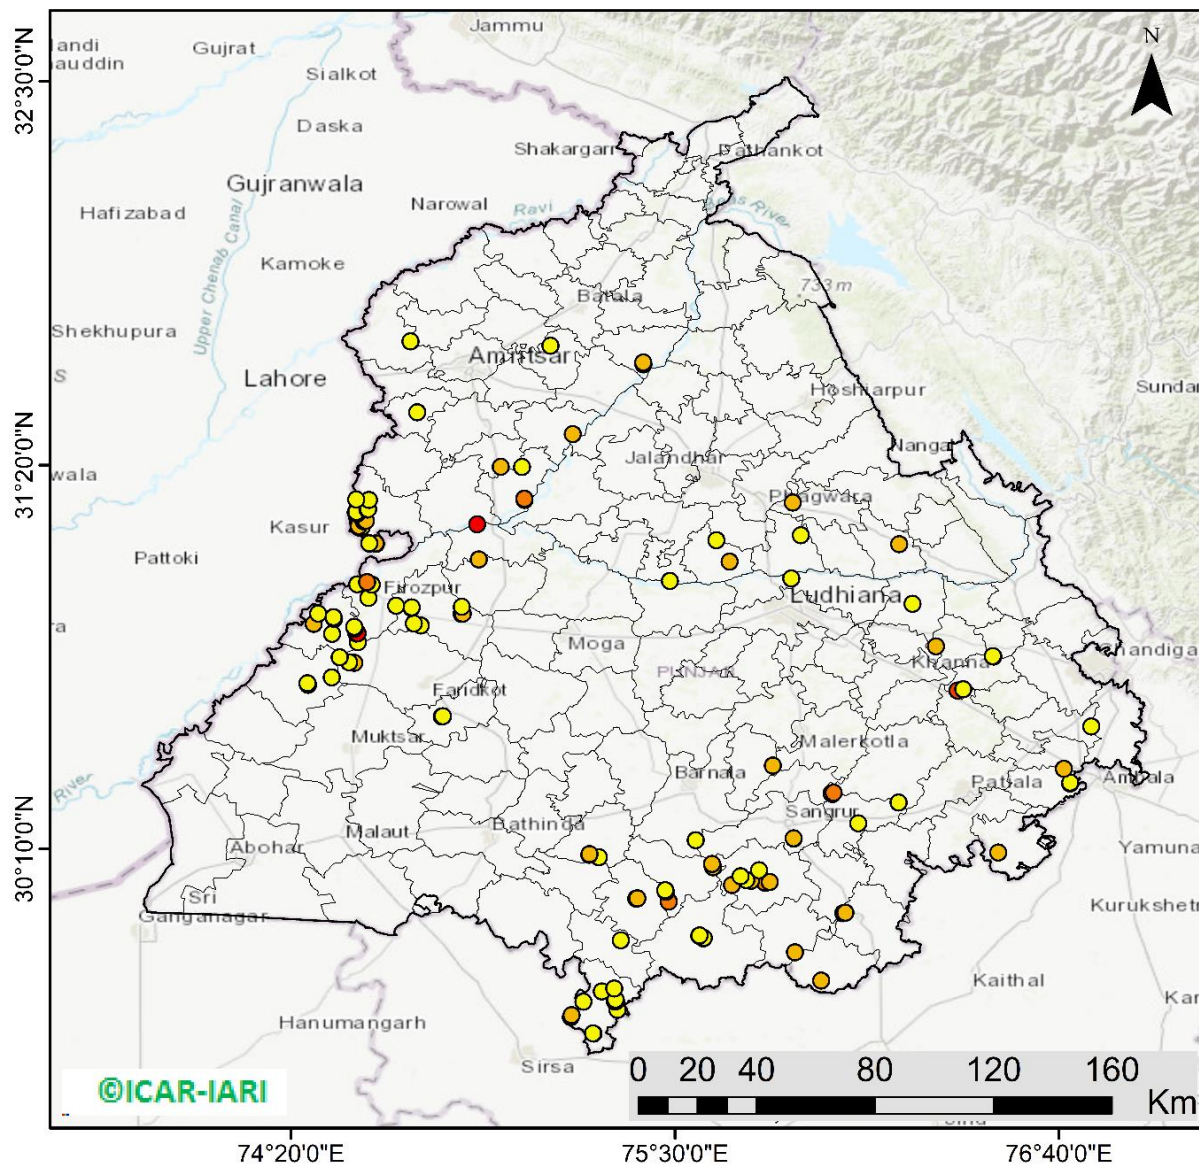 Jammu
N
Gujrat
Sialkot
32°30'0"N
Daska
Shakargarh
Pathankot
Gujranwala
Narowal
Ravi
Beas River
Hafizabad
Upper Chenab Canal
Kamoke
733 m
Batala
Shekhupura
Amritsar
Lahore
Hoshiarpur
Sundar
31°20'0"N
Nangal
wala
Jalandhar
Phagwara
Kasur
Pattoki
Firozpur
Ludhiana
Moga
Chandiga
Khanna
PUNJAB
Faridkot
Muktsar
Malerkotla
Barnala
Patiala
Ambala
River
Sangrur
30°10'0"N
Bathinda
Malaut
Abohar
Yamuna
Sri
Ganganagar
Kurukshetr
Kaithal
Kar
Hanumangarh
Sirsa
0 20 40 80 120 160
Km
©ICAR-IARI
74°20'0"E
75°30'0"E
76°40'0"E